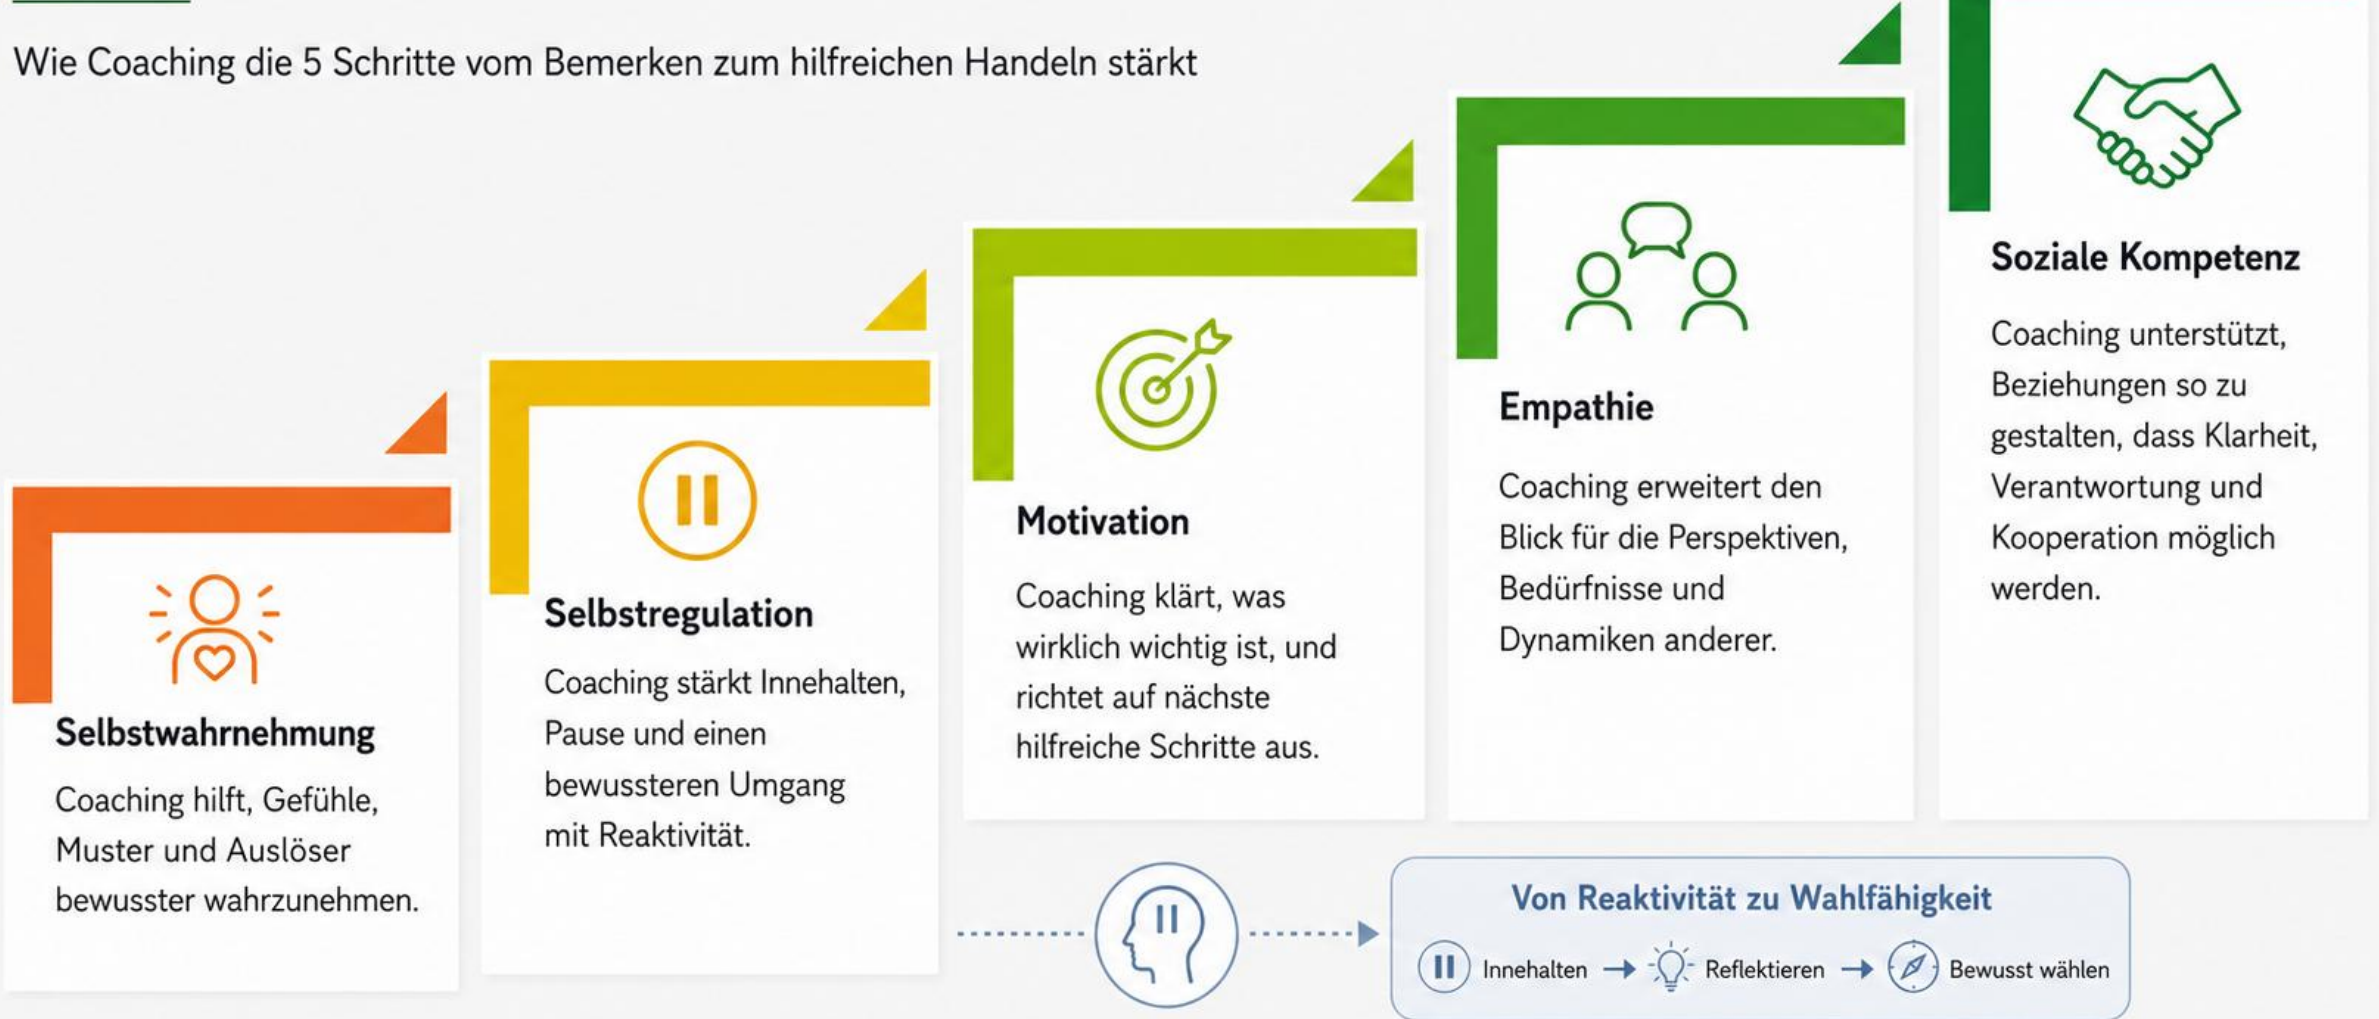 Wie Coaching die 5 Schritte vom Bemerken zum hilfreichen Handeln stärkt
Selbstwahrnehmung
Coaching hilft, Gefühle,
Muster und Auslöser
bewusster wahrzunehmen.
Selbstregulation
Coaching stärkt Innehalten,
Pause und einen
bewussteren Umgang
mit Reaktivität.
Motivation
Coaching klärt, was
wirklich wichtig ist, und
richtet auf nächste
hilfreiche Schritte aus.
Empathie
Coaching erweitert den
Blick für die Perspektiven,
Bedürfnisse und
Dynamiken anderer.
Soziale Kompetenz
Coaching unterstützt,
Beziehungen so zu
gestalten, dass Klarheit,
Verantwortung und
Kooperation möglich
werden.
Von Reaktivität zu Wahlfähigkeit
Innehalten → Reflektieren → Bewusst wählen